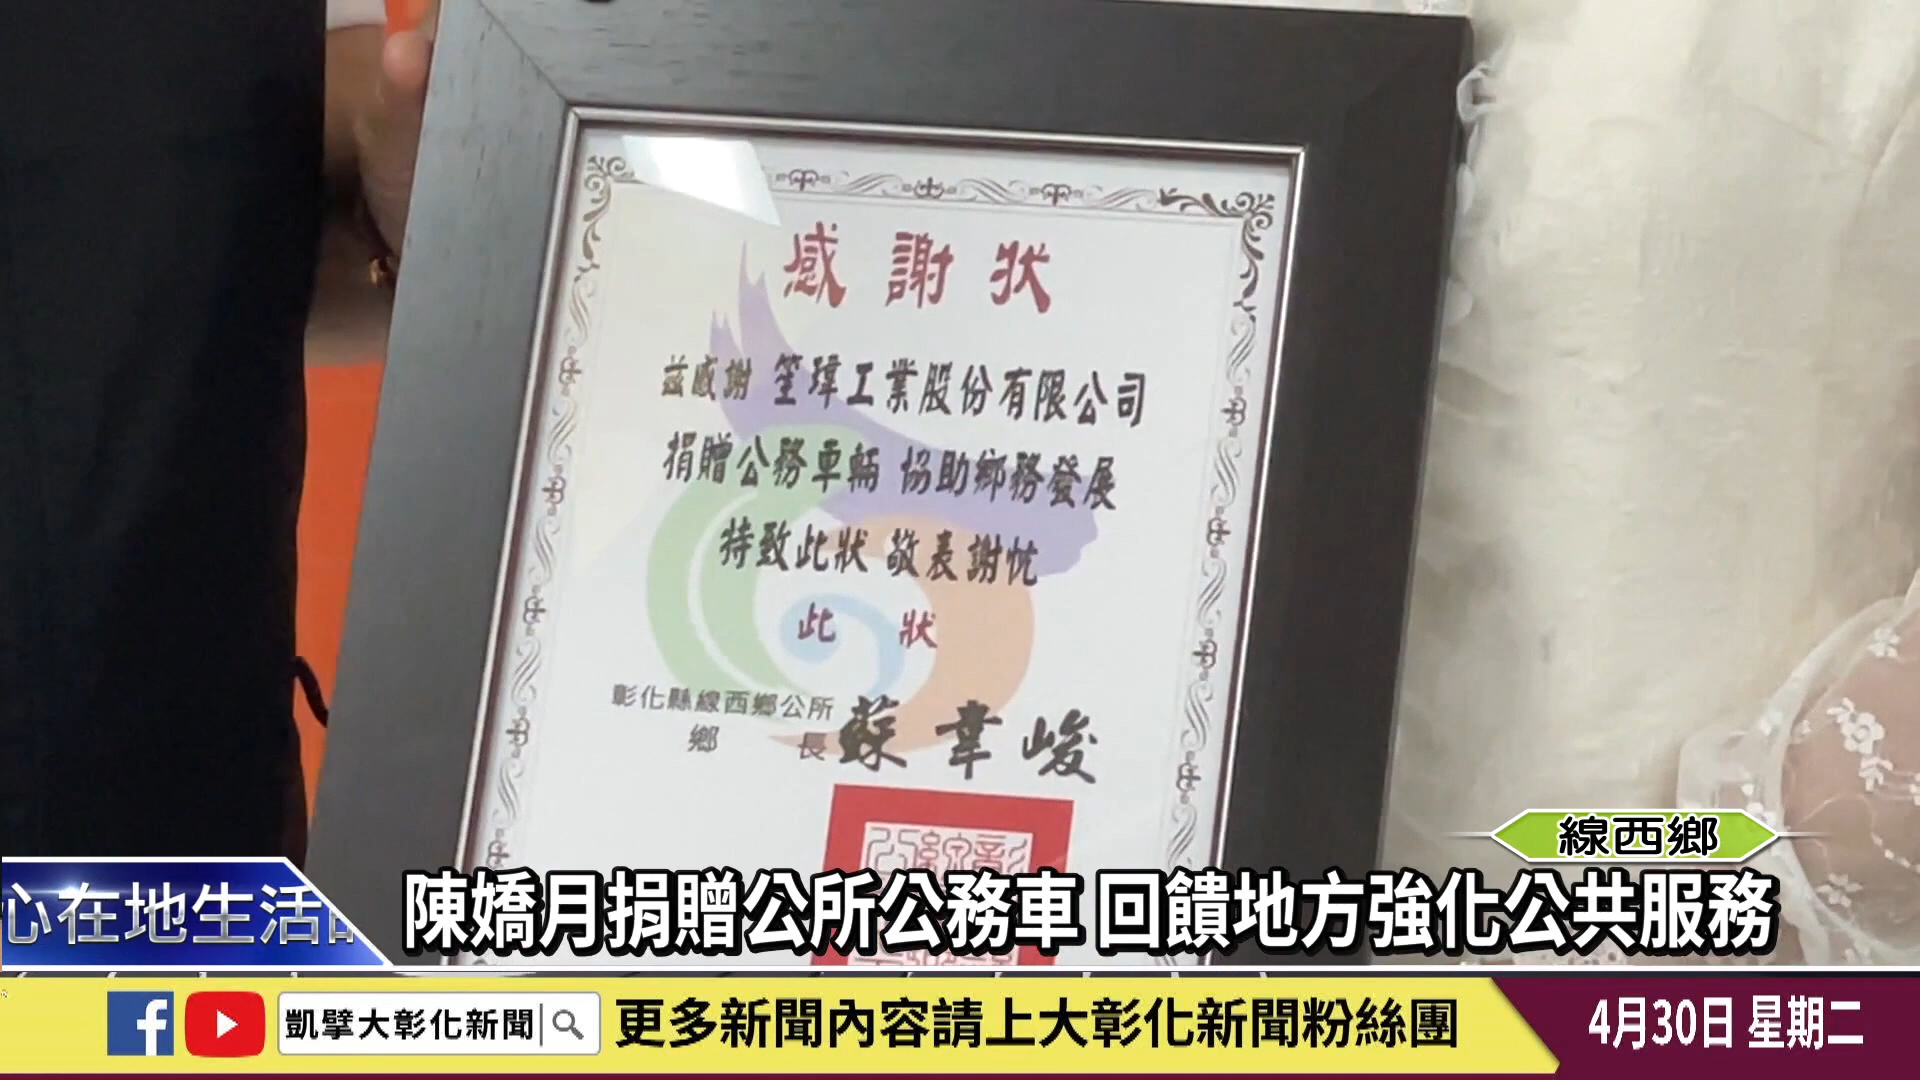 感謝狀
茲感謝 笙瑋工業股份有限公司
捐贈公務車輛 協助鄉務發展
特致此狀 敬表謝忱
此 狀
彰化縣線西鄉公所
鄉 長 蘇韋峻
線西鄉
心在地生活
陳嬌月捐贈公所公務車 回饋地方強化公共服務
凱擘大彰化新聞
更多新聞內容請上大彰化新聞粉絲團
4月30日 星期二